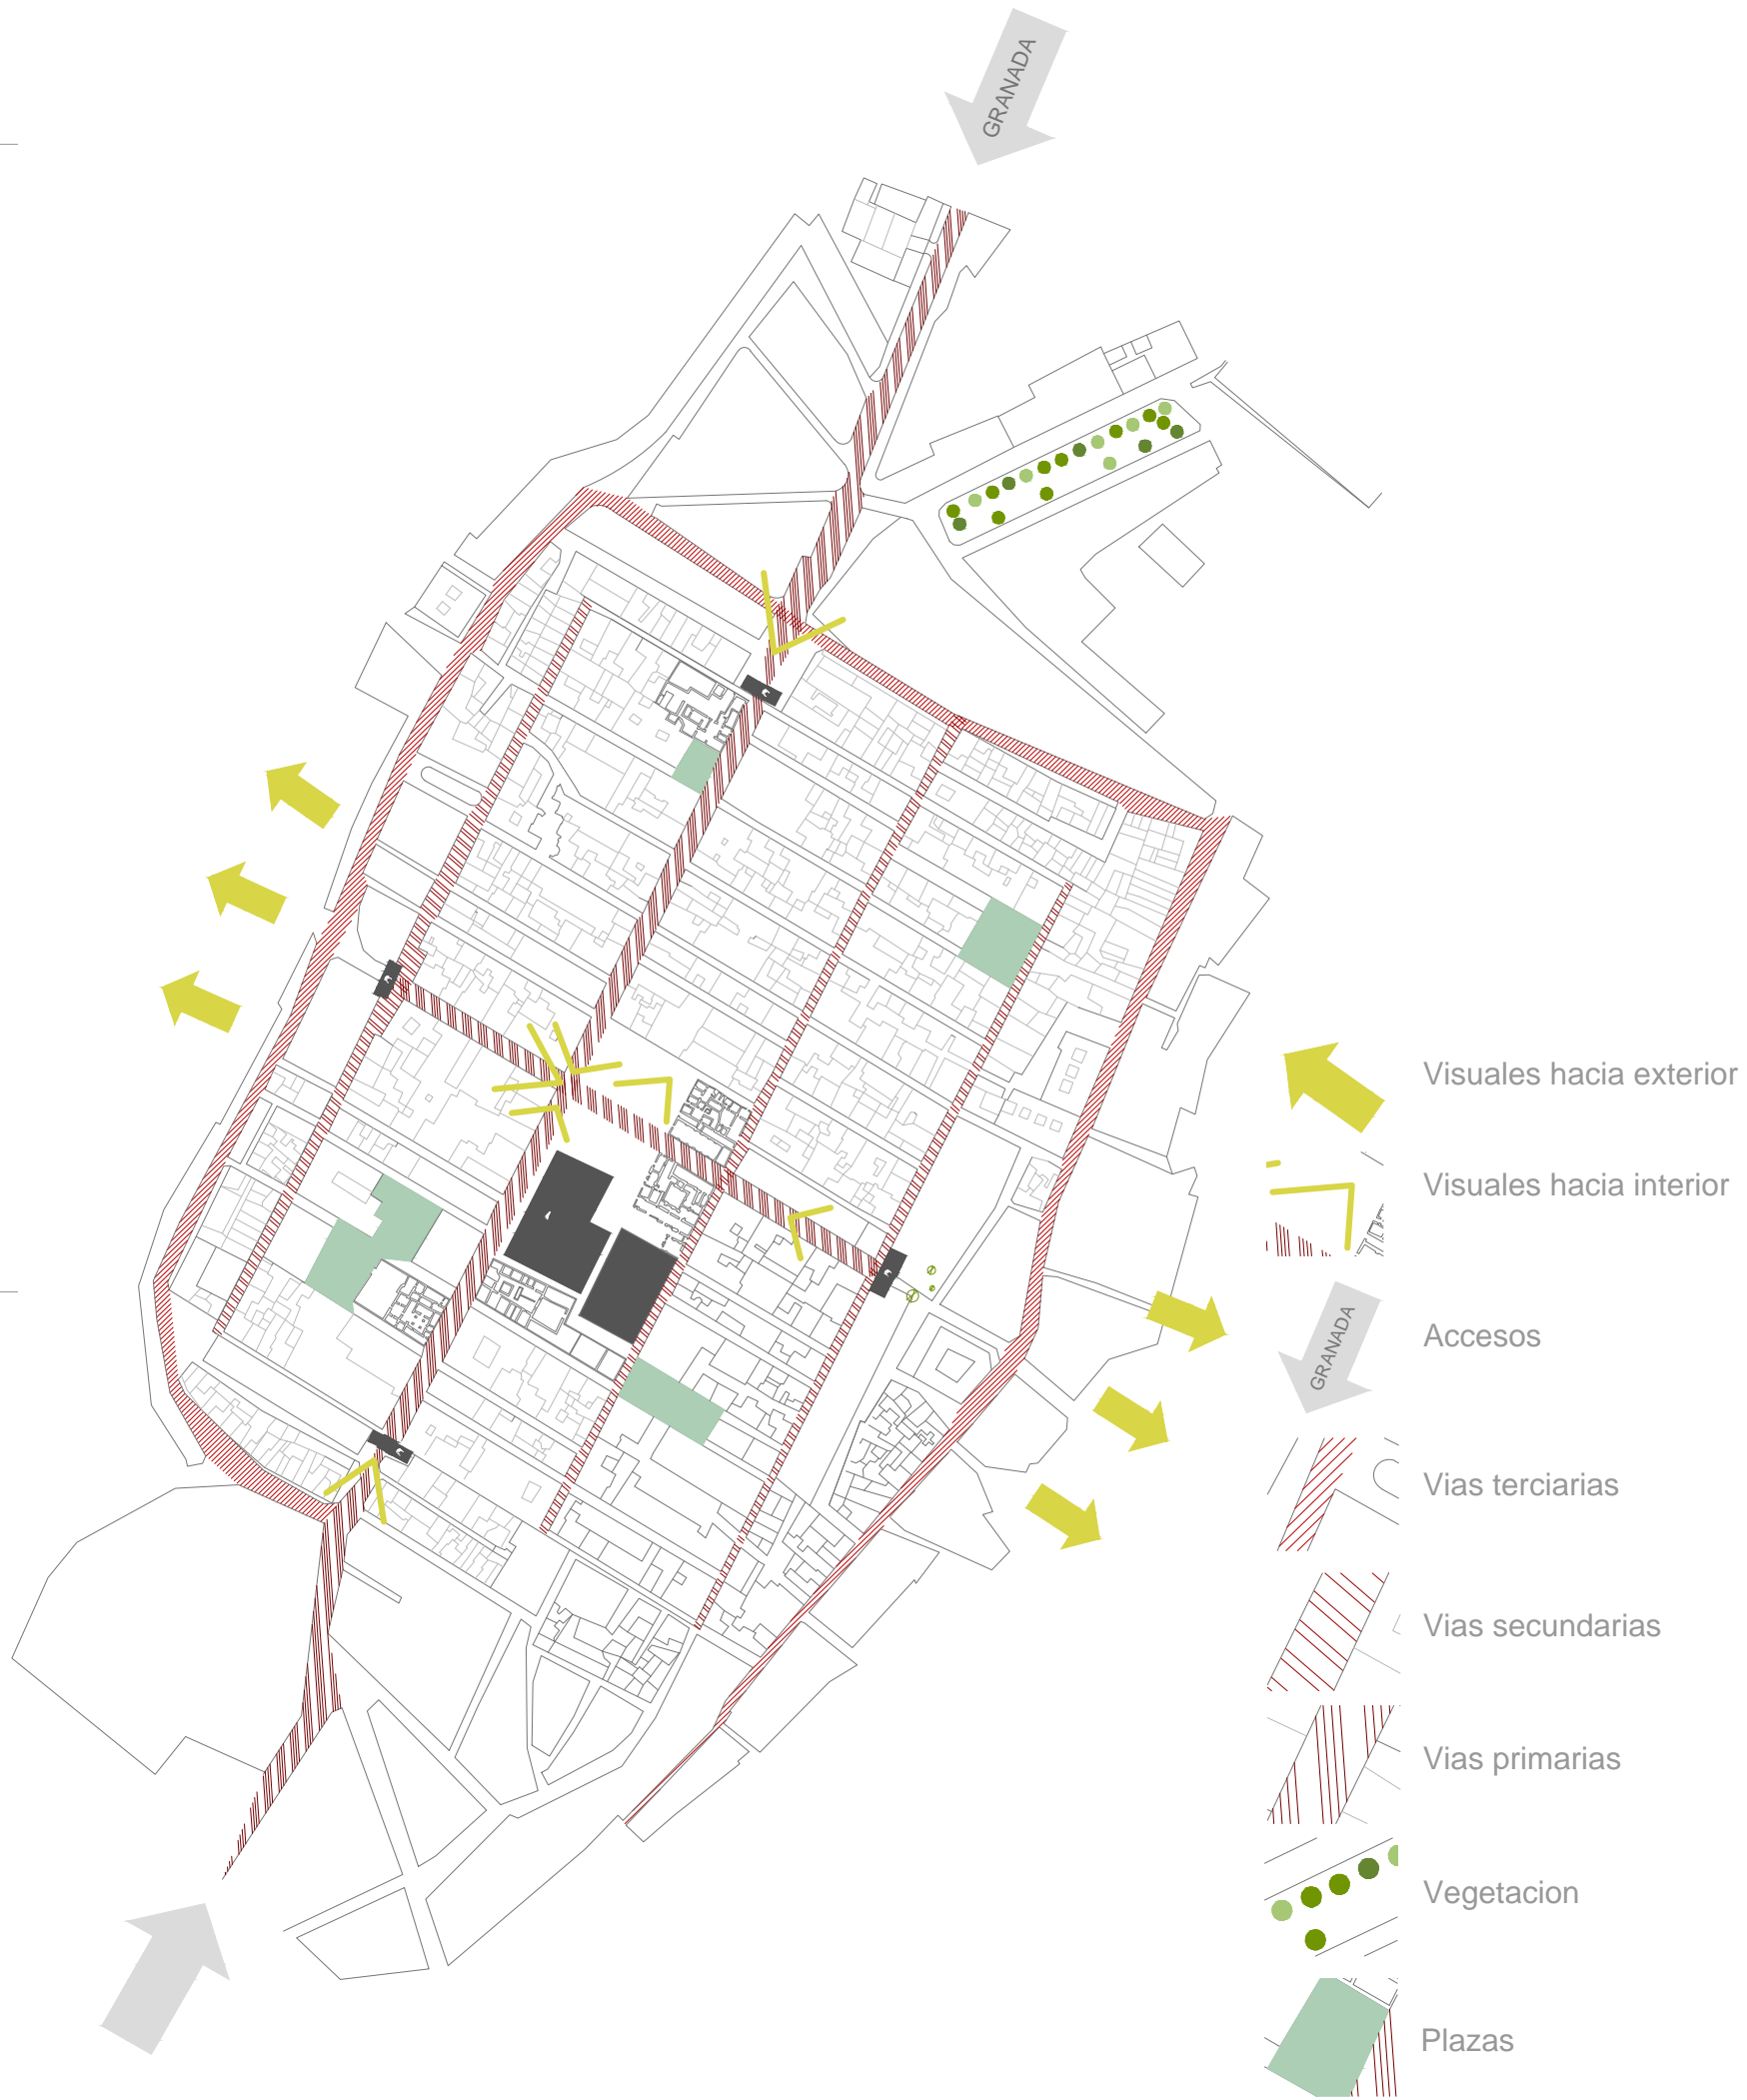 GRANADA
Visuales hacia exterior
Visuales hacia interior
GRANADA
Accesos
Vias terciarias
Vias secundarias
Vias primarias
Vegetacion
Plazas